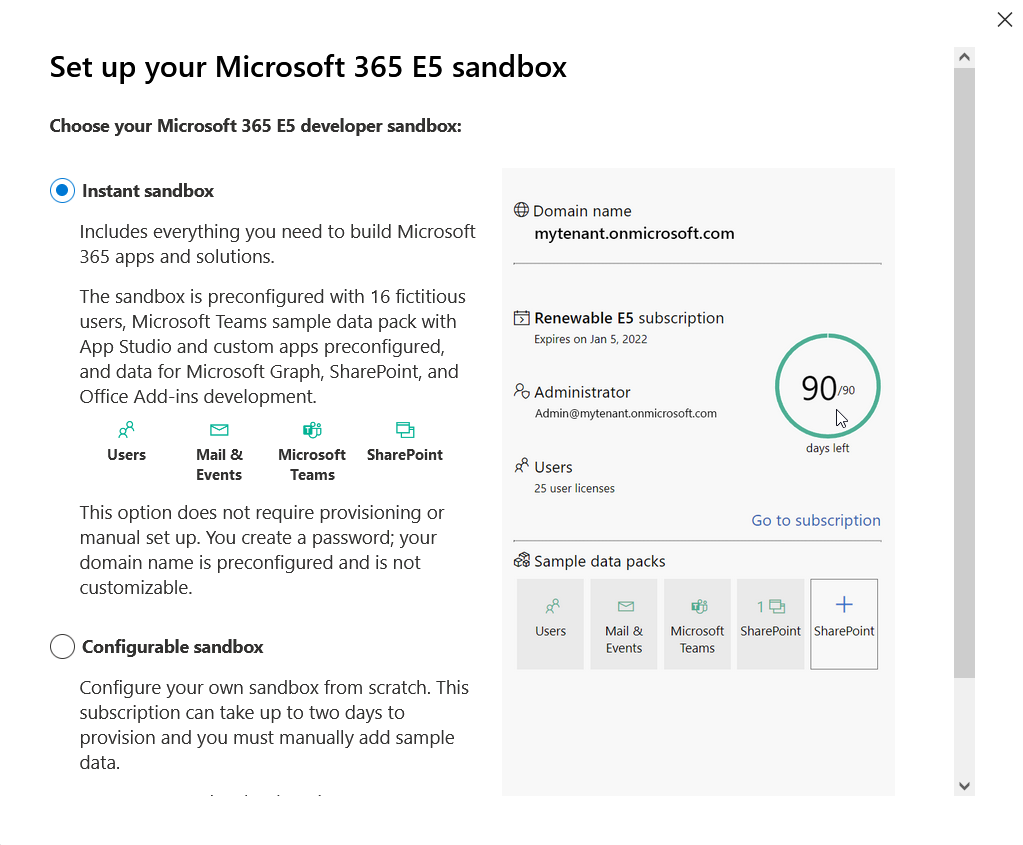 Set up your Microsoft 365 E5 sandbox
Choose your Microsoft 365 E5 developer sandbox:
Instant sandbox
Includes everything you need to build Microsoft
365 apps and solutions.
The sandbox is preconfigured with 16 fictitious
users, Microsoft Teams sample data pack with
App Studio and custom apps preconfigured,
and data for Microsoft Graph, SharePoint, and
Office Add-ins development.
Users
Mail &
Events
Microsoft
Teams
SharePoint
This option does not require provisioning or
manual set up. You create a password; your
domain name is preconfigured and is not
customizable.
Configurable sandbox
Configure your own sandbox from scratch. This
subscription can take up to two days to
provision and you must manually add sample
data.
Domain name
mytenant.onmicrosoft.com
Renewable E5 subscription
Expires on Jan 5, 2022
Administrator
Admin@mytenant.onmicrosoft.com
90/90
days left
Users
25 user licenses
Go to subscription
Sample data packs
Users
Mail &
Events
Microsoft
Teams
1
SharePoint
SharePoint